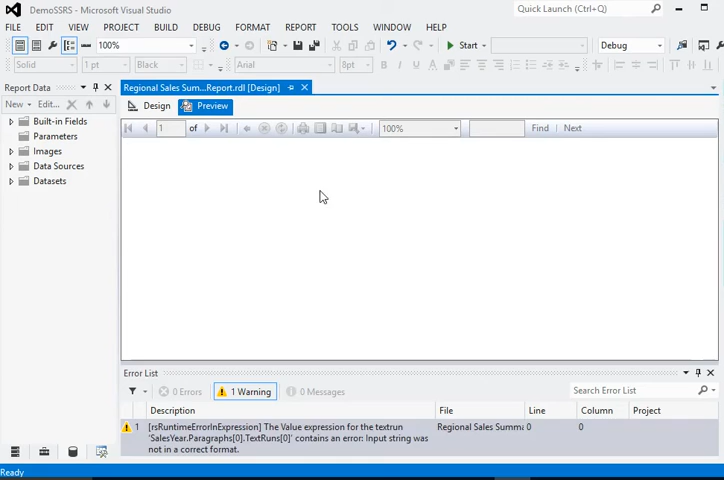 DemoSSRS - Microsoft Visual Studio
Quick Launch (Ctrl+Q)
FILE EDIT VIEW PROJECT BUILD DEBUG FORMAT REPORT TOOLS WINDOW HELP
100% Start Debug
Solid 1 pt Black Arial 8pt B I U A
Report Data
Regional Sales Sum...Report.rdl [Design]
New Edit...
Design Preview
Built-in Fields
1 of 100% Find Next
Parameters
Images
Data Sources
Datasets
Error List
0 Errors 1 Warning 0 Messages
Search Error List
Description File Line Column Project
1 [rsRuntimeErrorInExpression] The Value expression for the textrun Regional Sales Summa 0 0
'SalesYear.Paragraphs[0].TextRuns[0]' contains an error: Input string was
not in a correct format.
Ready